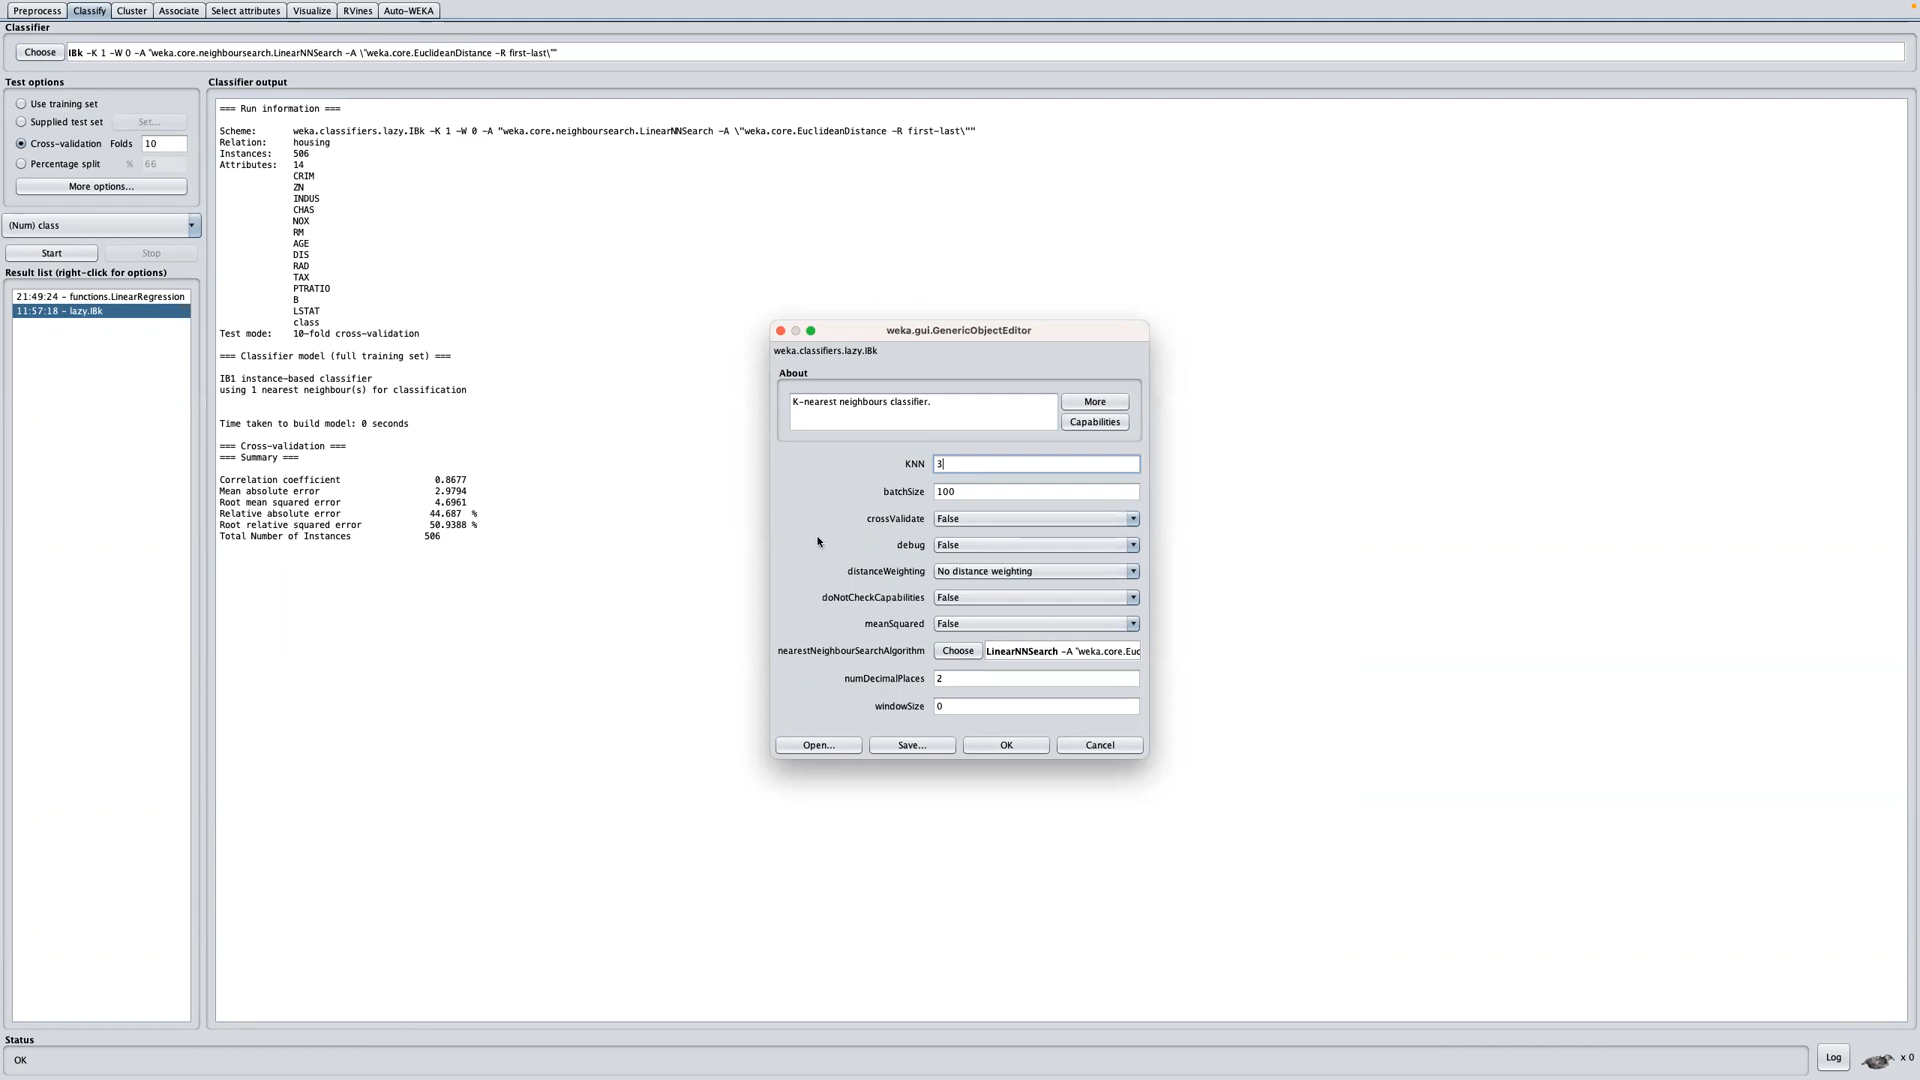 Preprocess Classify Cluster Associate Select attributes Visualize RVines Auto-WEKA
Classifier
Choose IBk -K 1 -W 0 -A "weka.core.neighboursearch.LinearNNSearch -A \"weka.core.EuclideanDistance -R first-last\""
Test options
Use training set
Supplied test set Set...
Cross-validation Folds 10
Percentage split % 66
More options...
(Num) class
Start Stop
Result list (right-click for options)
21:49:24 - functions.LinearRegression
11:57:18 - lazy.IBk
Classifier output
=== Run information ===
Scheme: weka.classifiers.lazy.IBk -K 1 -W 0 -A "weka.core.neighboursearch.LinearNNSearch -A \"weka.core.EuclideanDistance -R first-last\""
Relation: housing
Instances: 506
Attributes: 14
CRIM
ZN
INDUS
CHAS
NOX
RM
AGE
DIS
RAD
TAX
PTRATIO
B
LSTAT
class
Test mode: 10-fold cross-validation
=== Classifier model (full training set) ===
IB1 instance-based classifier
using 1 nearest neighbour(s) for classification
Time taken to build model: 0 seconds
=== Cross-validation ===
=== Summary ===
Correlation coefficient 0.8677
Mean absolute error 2.9794
Root mean squared error 4.6961
Relative absolute error 44.687 %
Root relative squared error 50.9388 %
Total Number of Instances 506
weka.gui.GenericObjectEditor
weka.classifiers.lazy.IBk
About
K-nearest neighbours classifier. More
Capabilities
KNN 3
batchSize 100
crossValidate False
debug False
distanceWeighting No distance weighting
doNotCheckCapabilities False
meanSquared False
nearestNeighbourSearchAlgorithm Choose LinearNNSearch -A "weka.core.Euc
numDecimalPlaces 2
windowSize 0
Open... Save... OK Cancel
Status
OK
Log x 0